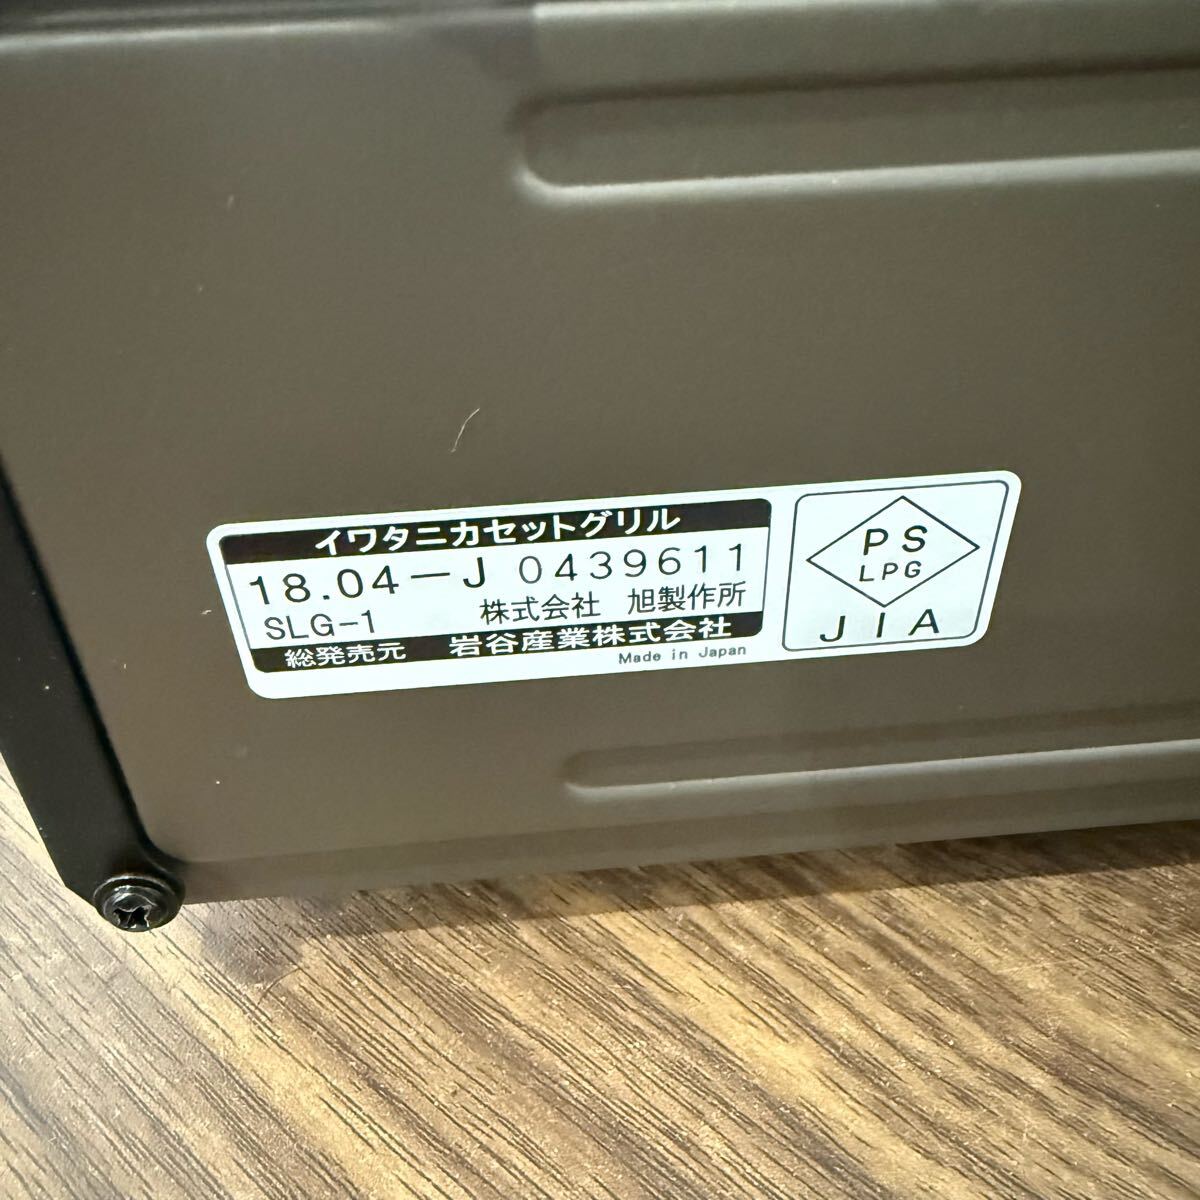 イワタニカセットグリル
18.04-J 0439611
SLG-1 株式会社 旭製作所
総発売元 岩谷産業株式会社
Made in Japan
PS
LPG
JIA